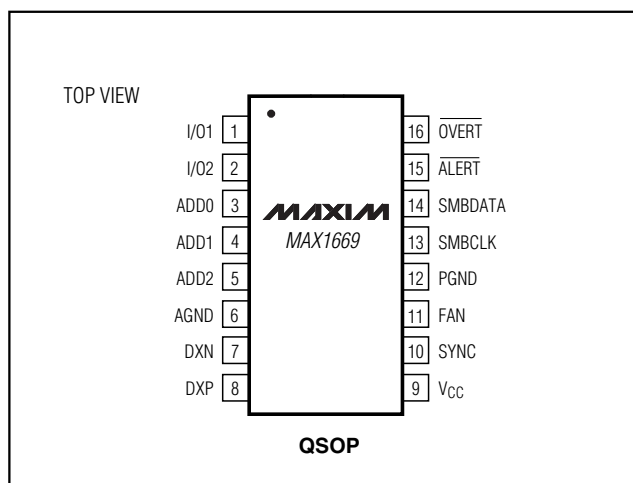 TOP VIEW
I/O1 1
I/O2 2
ADD0 3
ADD1 4
ADD2 5
AGND 6
DXN 7
DXP 8
MAXIM
MAX1669
16 OVERT
15 ALERT
14 SMBDATA
13 SMBCLK
12 PGND
11 FAN
10 SYNC
9 VCC
QSOP